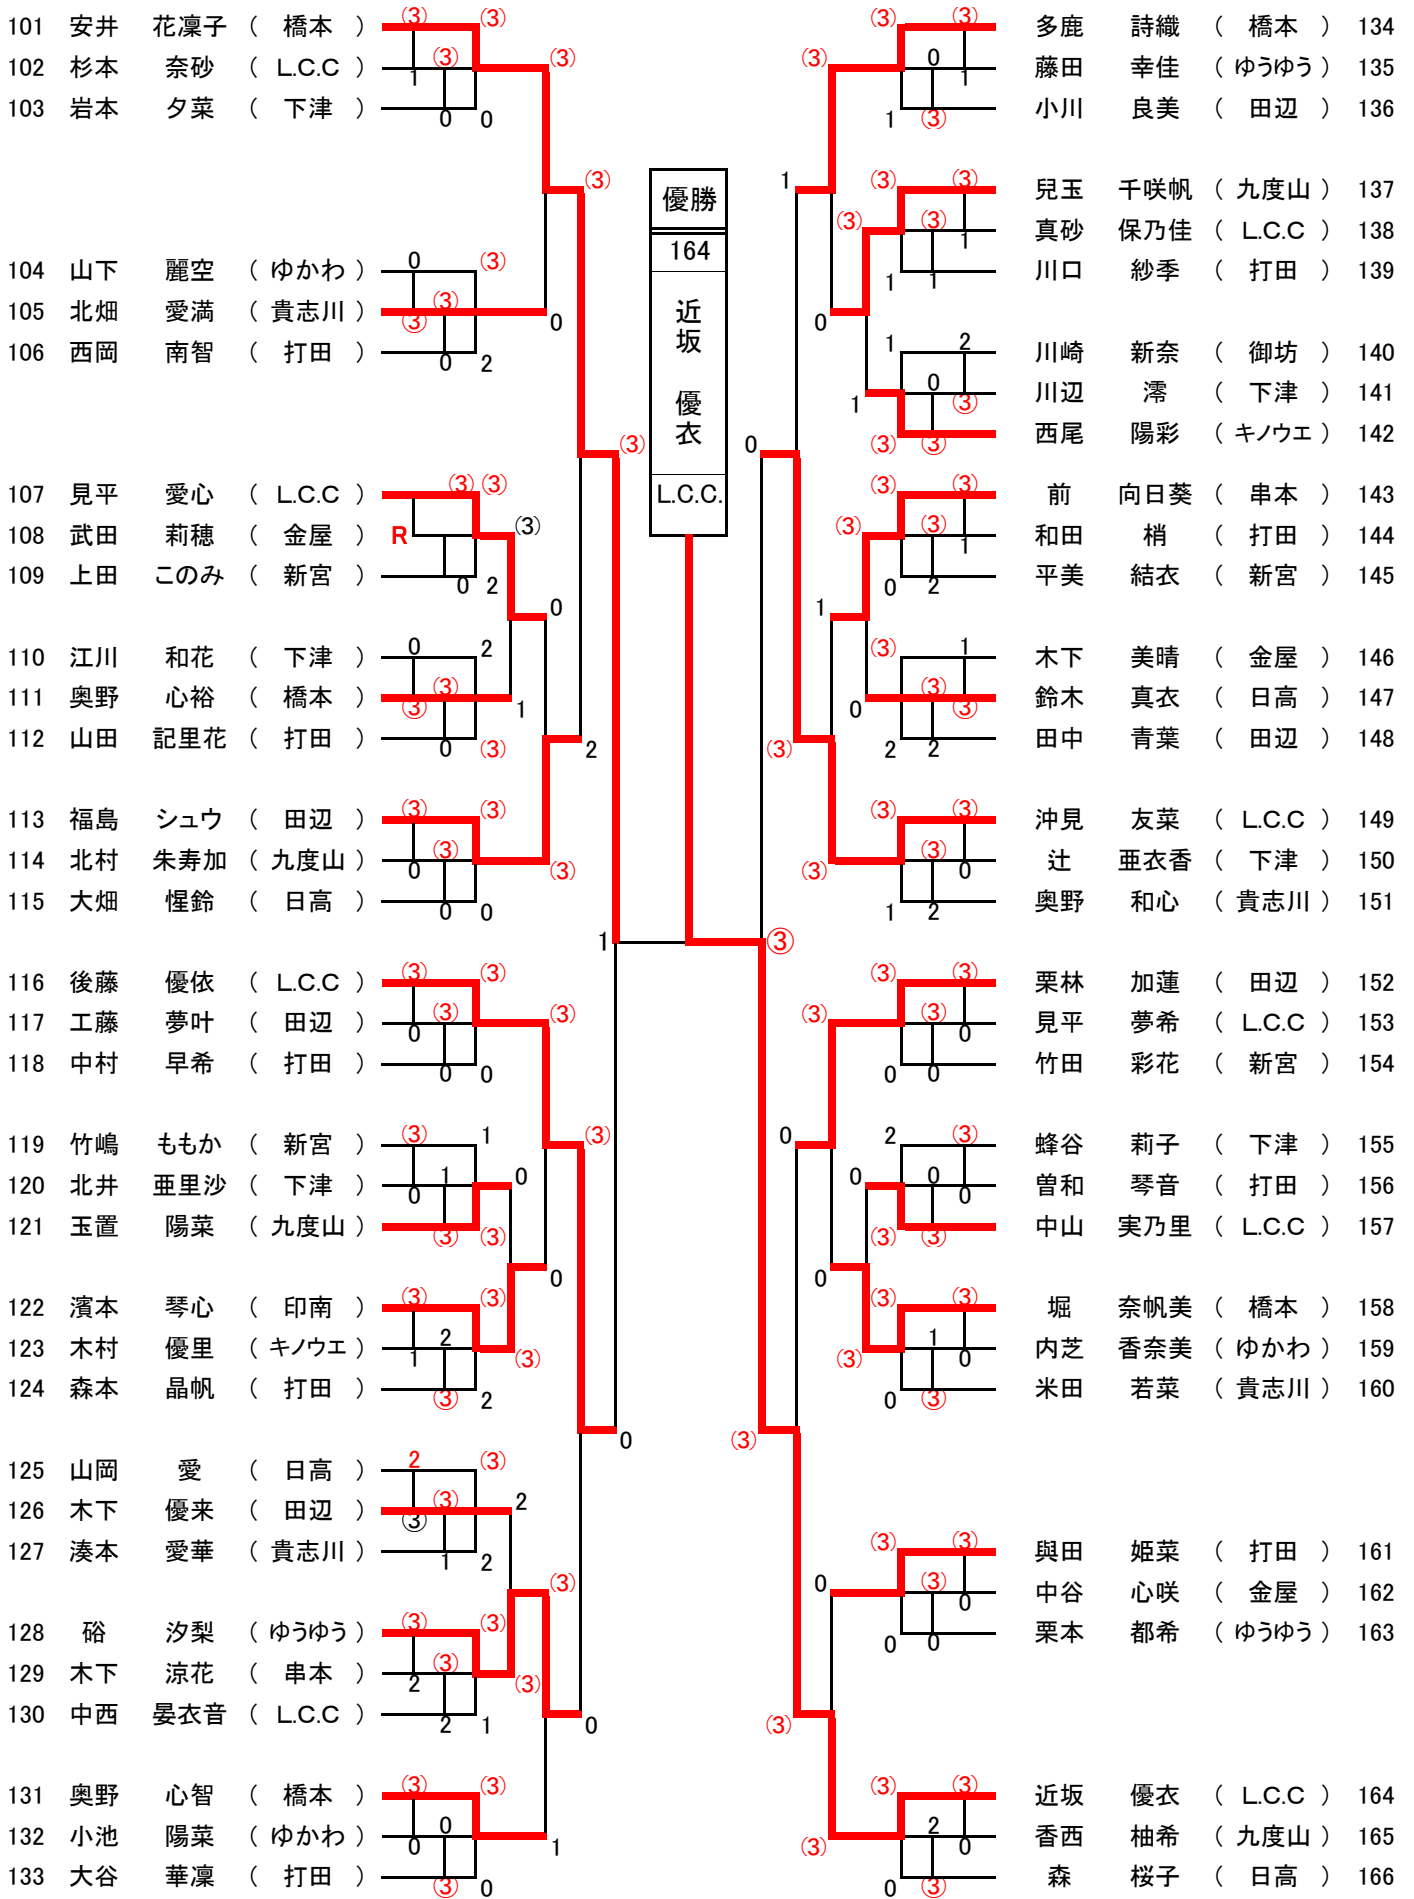 101 安井 花凜子 ( 橋本 )
102 杉本 奈砂 ( L.C.C )
103 岩本 夕菜 ( 下津 )
104 山下 麗空 ( ゆかわ )
105 北畑 愛満 ( 貴志川 )
106 西岡 南智 ( 打田 )
107 見平 愛心 ( L.C.C )
108 武田 莉穂 ( 金屋 ) R
109 上田 このみ ( 新宮 )
110 江川 和花 ( 下津 )
111 奥野 心裕 ( 橋本 )
112 山田 記里花 ( 打田 )
113 福島 シュウ ( 田辺 )
114 北村 朱寿加 ( 九度山 )
115 大畑 惺鈴 ( 日高 )
116 後藤 優依 ( L.C.C )
117 工藤 夢叶 ( 田辺 )
118 中村 早希 ( 打田 )
119 竹嶋 ももか ( 新宮 )
120 北井 亜里沙 ( 下津 )
121 玉置 陽菜 ( 九度山 )
122 濱本 琴心 ( 印南 )
123 木村 優里 ( キノウエ )
124 森本 晶帆 ( 打田 )
125 山岡 愛 ( 日高 )
126 木下 優来 ( 田辺 )
127 湊本 愛華 ( 貴志川 )
128 硲 汐梨 ( ゆうゆう )
129 木下 涼花 ( 串本 )
130 中西 晏衣音 ( L.C.C )
131 奥野 心智 ( 橋本 )
132 小池 陽菜 ( ゆかわ )
133 大谷 華凜 ( 打田 )
優勝
164
近坂 優衣
L.C.C.
多鹿 詩織 ( 橋本 ) 134
藤田 幸佳 ( ゆうゆう ) 135
小川 良美 ( 田辺 ) 136
兒玉 千咲帆 ( 九度山 ) 137
真砂 保乃佳 ( L.C.C ) 138
川口 紗季 ( 打田 ) 139
川崎 新奈 ( 御坊 ) 140
川辺 澪 ( 下津 ) 141
西尾 陽彩 ( キノウエ ) 142
前 向日葵 ( 串本 ) 143
和田 梢 ( 打田 ) 144
平美 結衣 ( 新宮 ) 145
木下 美晴 ( 金屋 ) 146
鈴木 真衣 ( 日高 ) 147
田中 青葉 ( 田辺 ) 148
沖見 友菜 ( L.C.C ) 149
辻 亜衣香 ( 下津 ) 150
奥野 和心 ( 貴志川 ) 151
栗林 加蓮 ( 田辺 ) 152
見平 夢希 ( L.C.C ) 153
竹田 彩花 ( 新宮 ) 154
蜂谷 莉子 ( 下津 ) 155
曽和 琴音 ( 打田 ) 156
中山 実乃里 ( L.C.C ) 157
堀 奈帆美 ( 橋本 ) 158
内芝 香奈美 ( ゆかわ ) 159
米田 若菜 ( 貴志川 ) 160
與田 姫菜 ( 打田 ) 161
中谷 心咲 ( 金屋 ) 162
栗本 都希 ( ゆうゆう ) 163
近坂 優衣 ( L.C.C ) 164
香西 柚希 ( 九度山 ) 165
森 桜子 ( 日高 ) 166